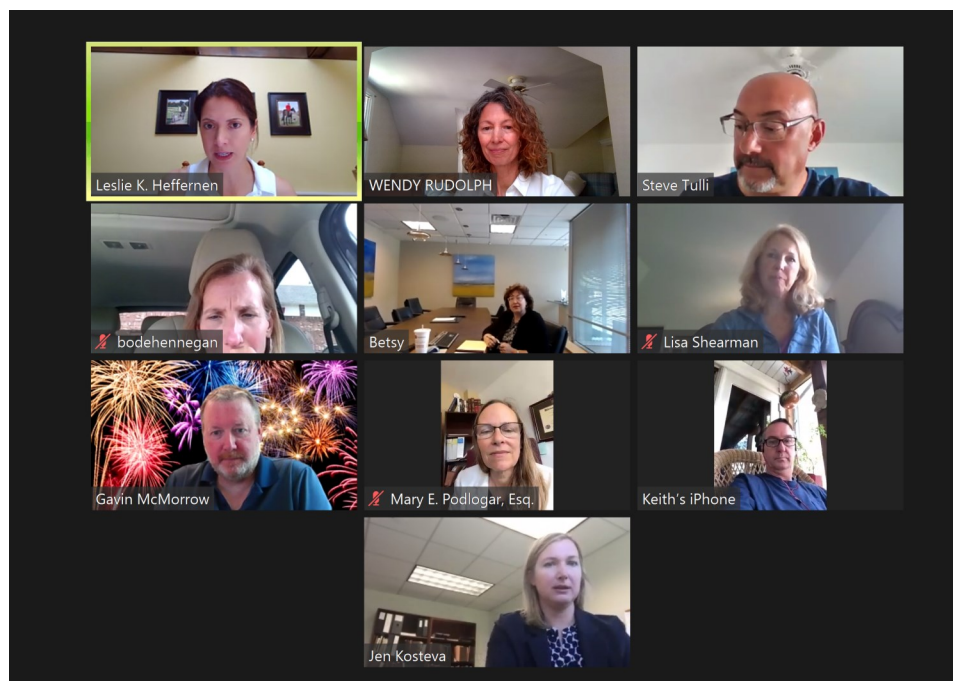 Leslie K. Heffernen
WENDY RUDOLPH
Steve Tulli
bodehennegan
Betsy
Lisa Shearman
Gavin McMorrow
Mary E. Podlogar, Esq.
Keith's iPhone
Jen Kosteva